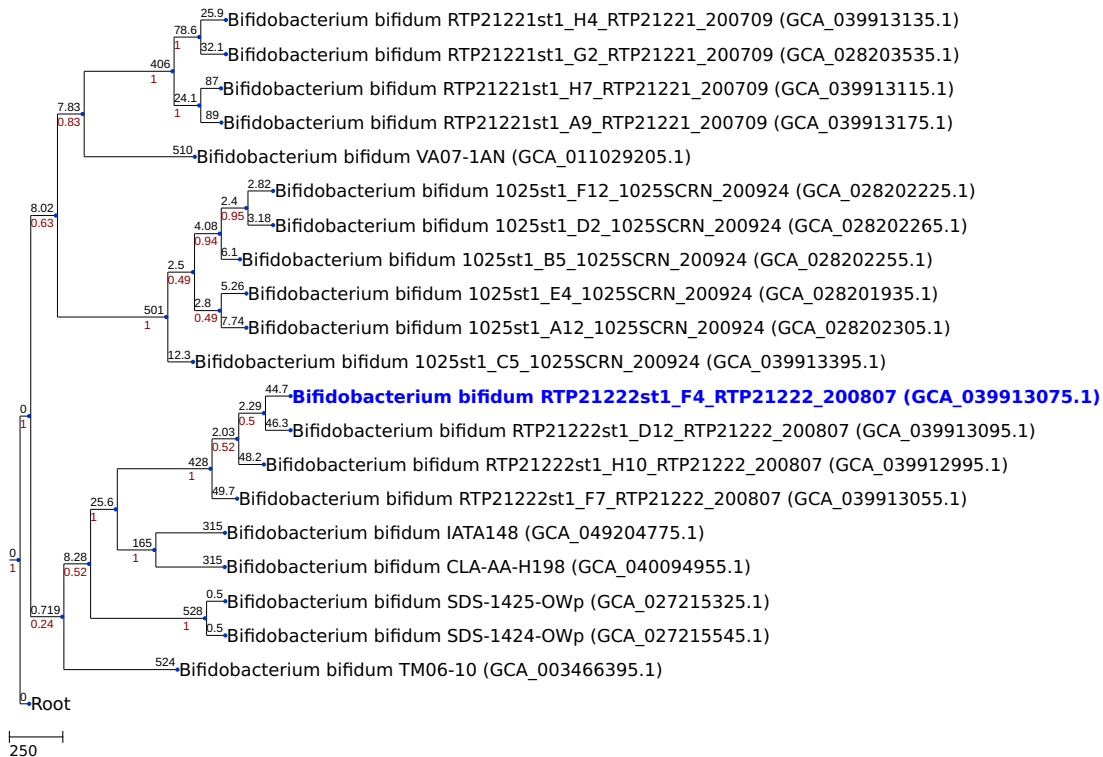 25.9 Bifidobacterium bifidum RTP21221st1_H4_RTP21221_200709 (GCA_039913135.1)
78.6
1
32.1 Bifidobacterium bifidum RTP21221st1_G2_RTP21221_200709 (GCA_028203535.1)
406
1
87 Bifidobacterium bifidum RTP21221st1_H7_RTP21221_200709 (GCA_039913115.1)
24.1
1
7.83
0.83
89 Bifidobacterium bifidum RTP21221st1_A9_RTP21221_200709 (GCA_039913175.1)
510 Bifidobacterium bifidum VA07-1AN (GCA_011029205.1)
2.82 Bifidobacterium bifidum 1025st1_F12_1025SCRN_200924 (GCA_028202225.1)
2.4
0.95
8.02
0.63
3.18 Bifidobacterium bifidum 1025st1_D2_1025SCRN_200924 (GCA_028202265.1)
4.08
0.94
6.1 Bifidobacterium bifidum 1025st1_B5_1025SCRN_200924 (GCA_028202255.1)
2.5
0.49
5.26 Bifidobacterium bifidum 1025st1_E4_1025SCRN_200924 (GCA_028201935.1)
2.8
0.49
501
1
7.74 Bifidobacterium bifidum 1025st1_A12_1025SCRN_200924 (GCA_028202305.1)
12.3 Bifidobacterium bifidum 1025st1_C5_1025SCRN_200924 (GCA_039913395.1)
44.7 Bifidobacterium bifidum RTP21222st1_F4_RTP21222_200807 (GCA_039913075.1)
0
1
2.29
0.5
46.3 Bifidobacterium bifidum RTP21222st1_D12_RTP21222_200807 (GCA_039913095.1)
2.03
0.52
48.2 Bifidobacterium bifidum RTP21222st1_H10_RTP21222_200807 (GCA_039912995.1)
428
1
49.7 Bifidobacterium bifidum RTP21222st1_F7_RTP21222_200807 (GCA_039913055.1)
25.6
1
315 Bifidobacterium bifidum IATA148 (GCA_049204775.1)
165
1
0
1
8.28
0.52
315 Bifidobacterium bifidum CLA-AA-H198 (GCA_040094955.1)
0.5 Bifidobacterium bifidum SDS-1425-OWp (GCA_027215325.1)
0.719
0.24
528
1
0.5 Bifidobacterium bifidum SDS-1424-OWp (GCA_027215545.1)
524 Bifidobacterium bifidum TM06-10 (GCA_003466395.1)
0 Root
250